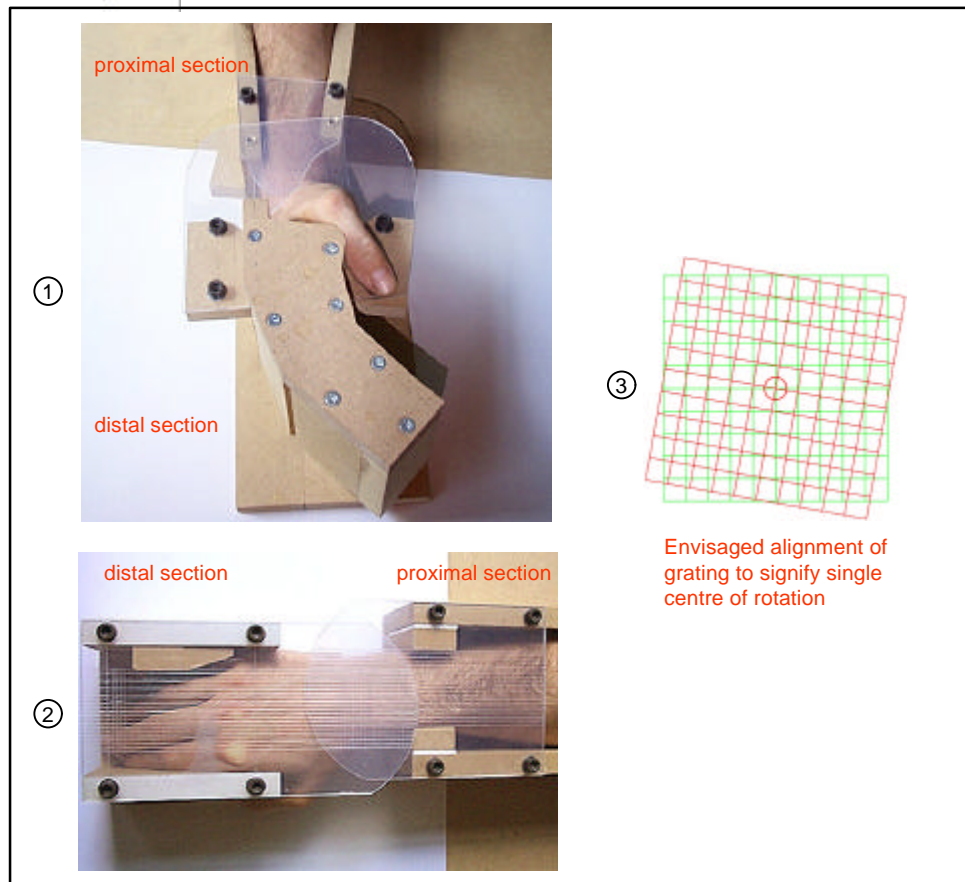 proximal section
1
distal section
3
Envisaged alignment of
grating to signify single
centre of rotation
distal section
proximal section
2